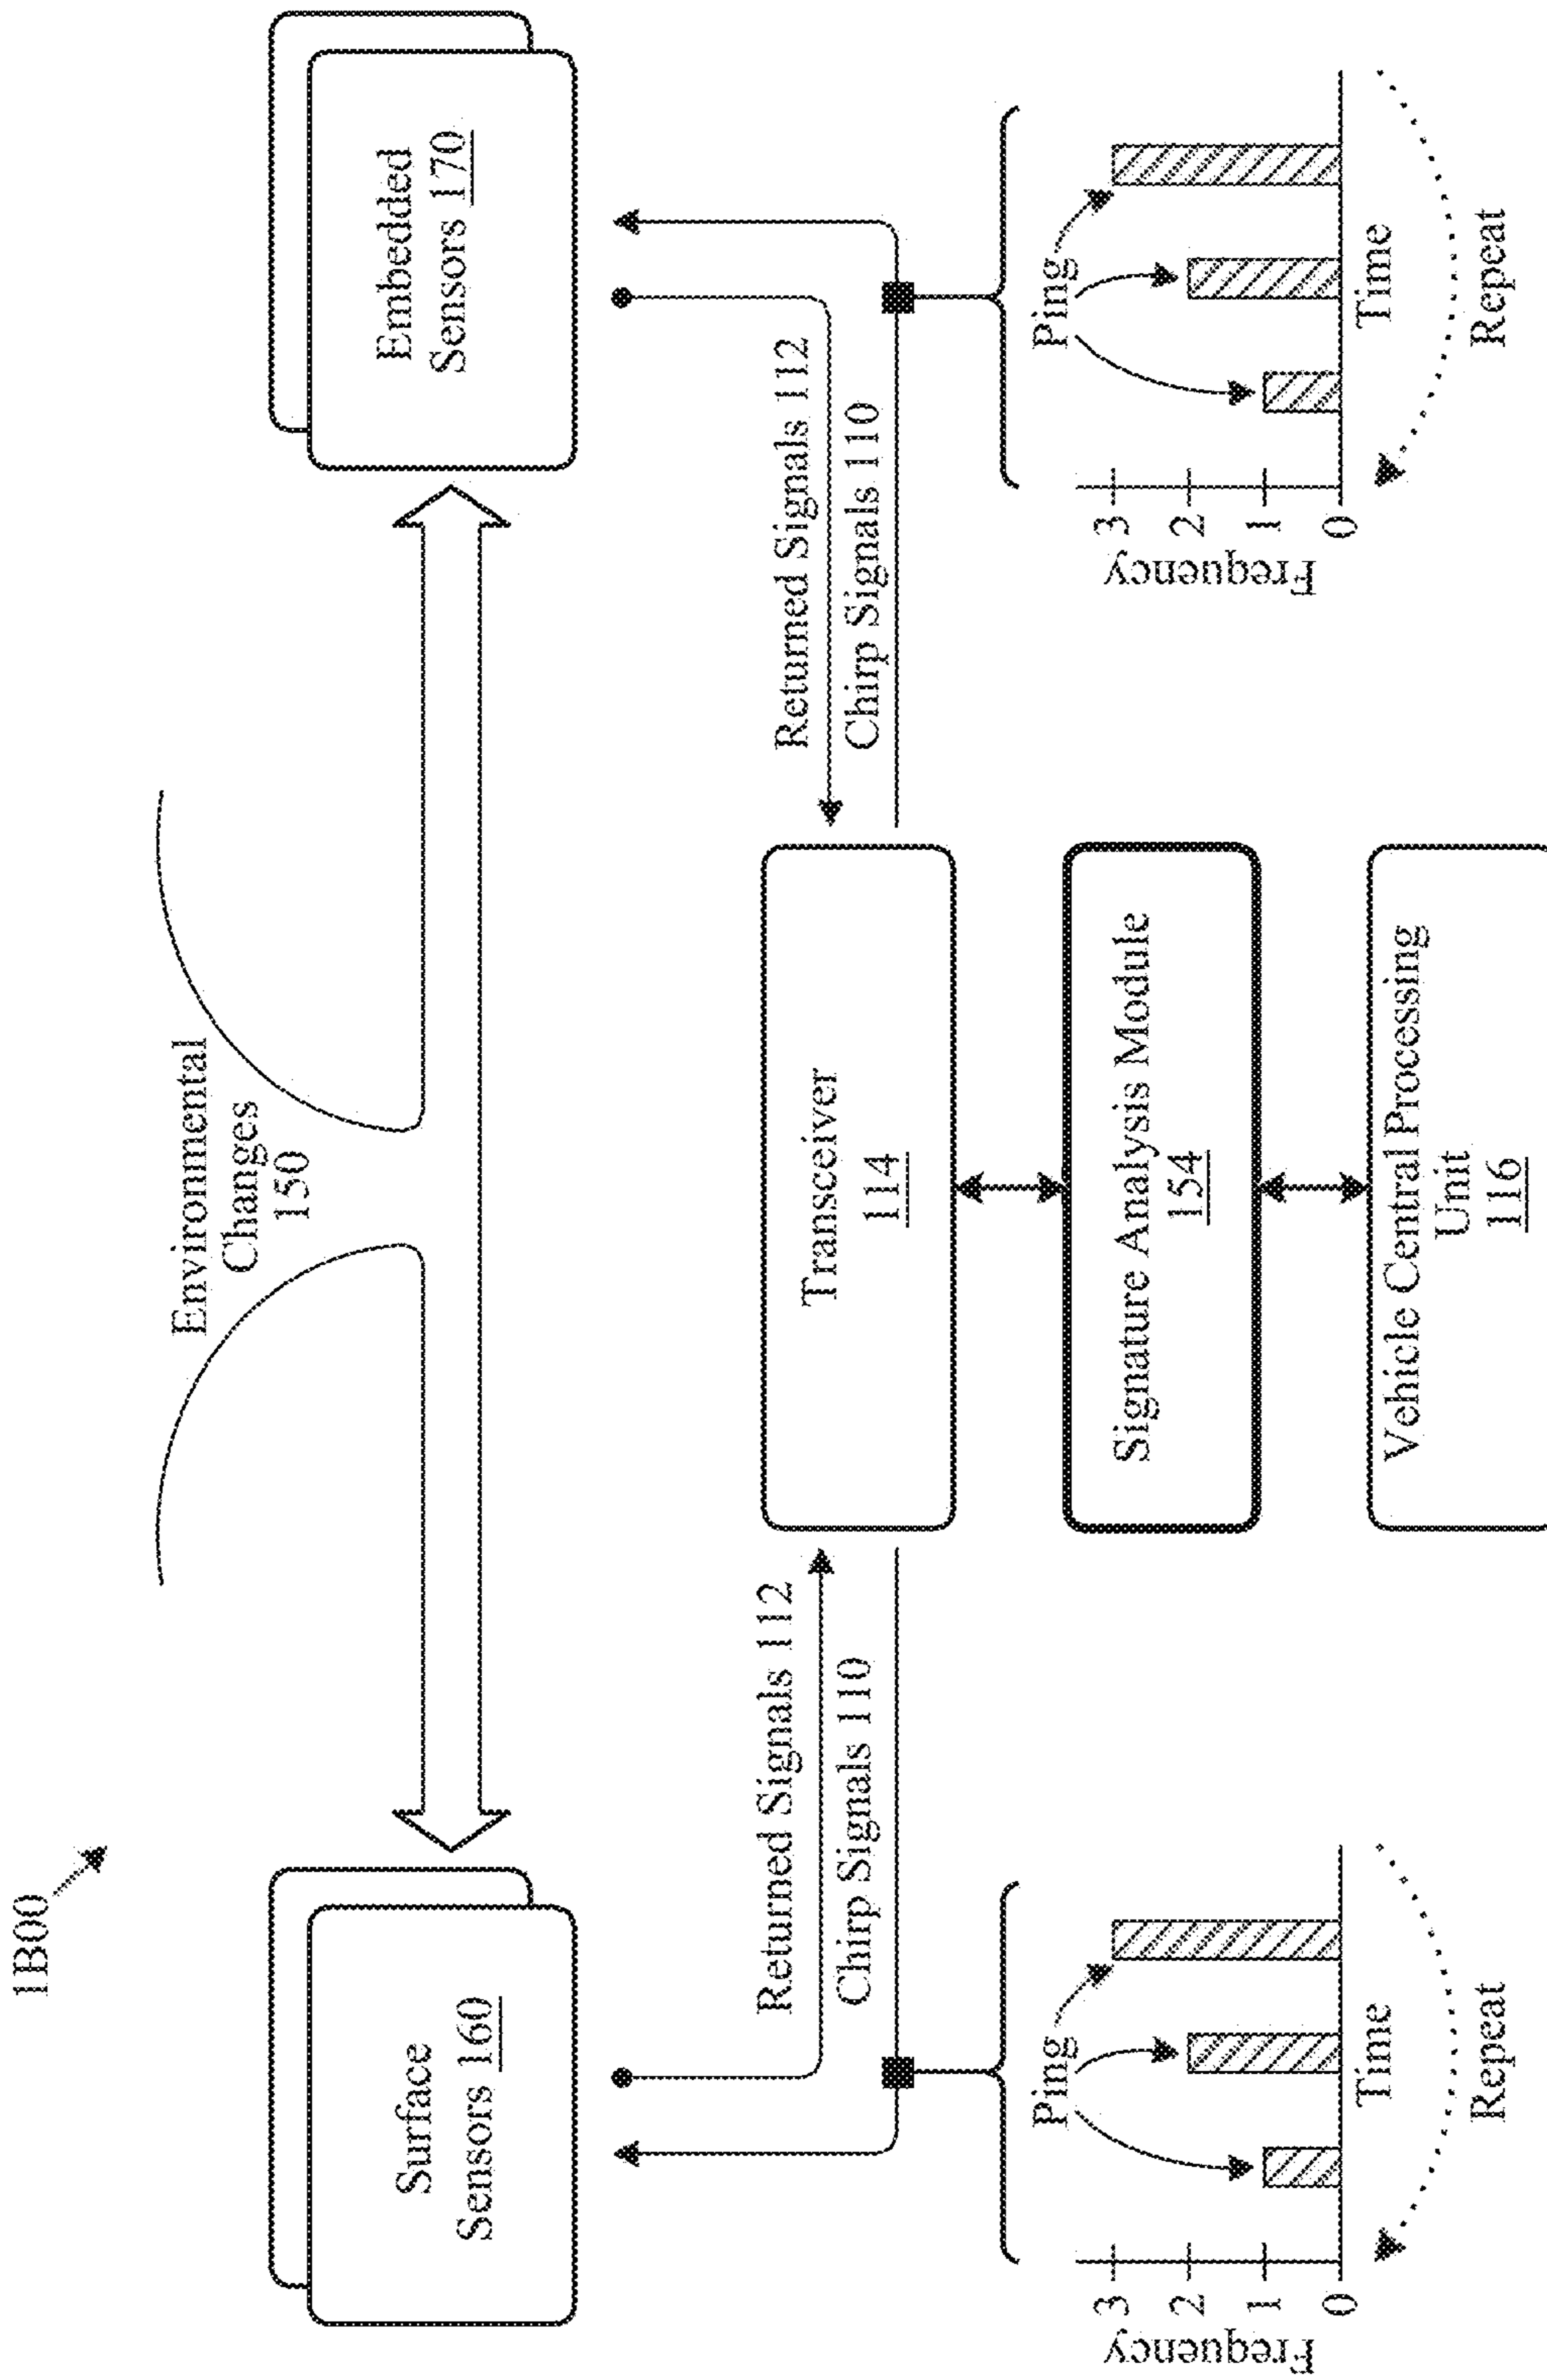 1B00
Environmental
Changes
150
Surface
Sensors 160
Embedded
Sensors 170
Returned Signals 112
Chirp Signals 110
Returned Signals 112
Chirp Signals 110
Transceiver
114
Signature Analysis Module
154
Vehicle Central Processing
Unit
116
Frequency
3
2
1
0
Ping
Time
Repeat
Frequency
3
2
1
0
Ping
Time
Repeat